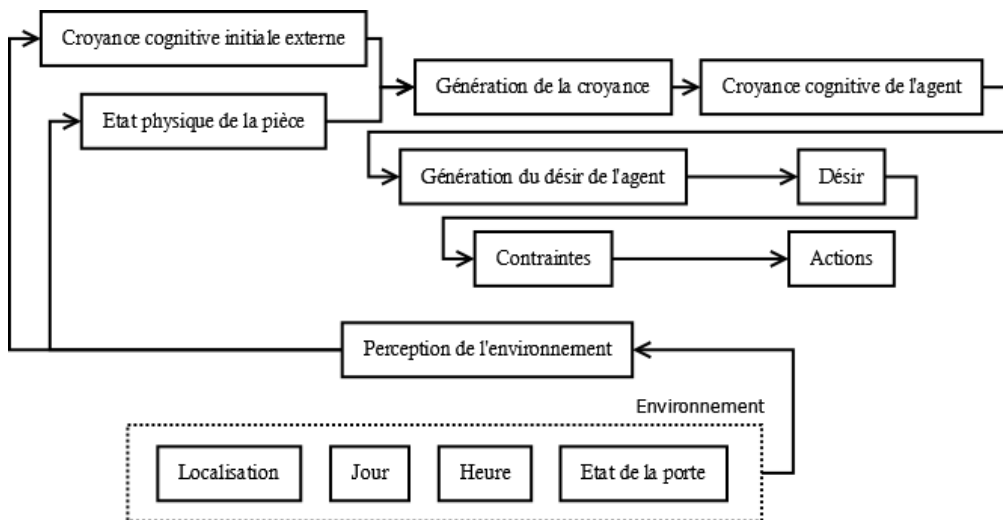 Croyance cognitive initiale externe
Génération de la croyance
Croyance cognitive de l'agent
Etat physique de la pièce
Génération du désir de l'agent
Désir
Contraintes
Actions
Perception de l'environnement
Environnement
Localisation
Jour
Heure
Etat de la porte